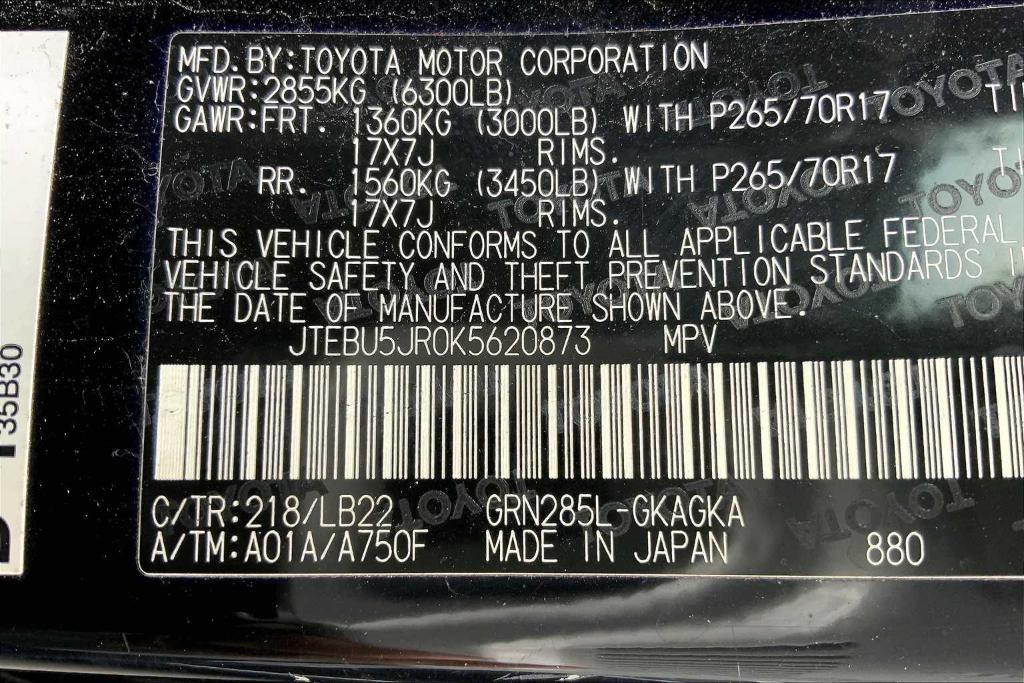 MFD. BY:TOYOTA MOTOR CORPORATION
GVWR:2855KG (6300LB)
GAWR:FRT. 1360KG (3000LB) WITH P265/70R17
17X7J RIMS.
RR. 1560KG (3450LB) WITH P265/70R17
17X7J RIMS.
THIS VEHICLE CONFORMS TO ALL APPLICABLE FEDERAL
VEHICLE SAFETY AND THEFT PREVENTION STANDARDS
THE DATE OF MANUFACTURE SHOWN ABOVE.
JTEBU5JR0K5620873 MPV
C/TR:218/LB22 GRN285L-GKAGKA
A/TM:A01A/A750F MADE IN JAPAN 880
35B30